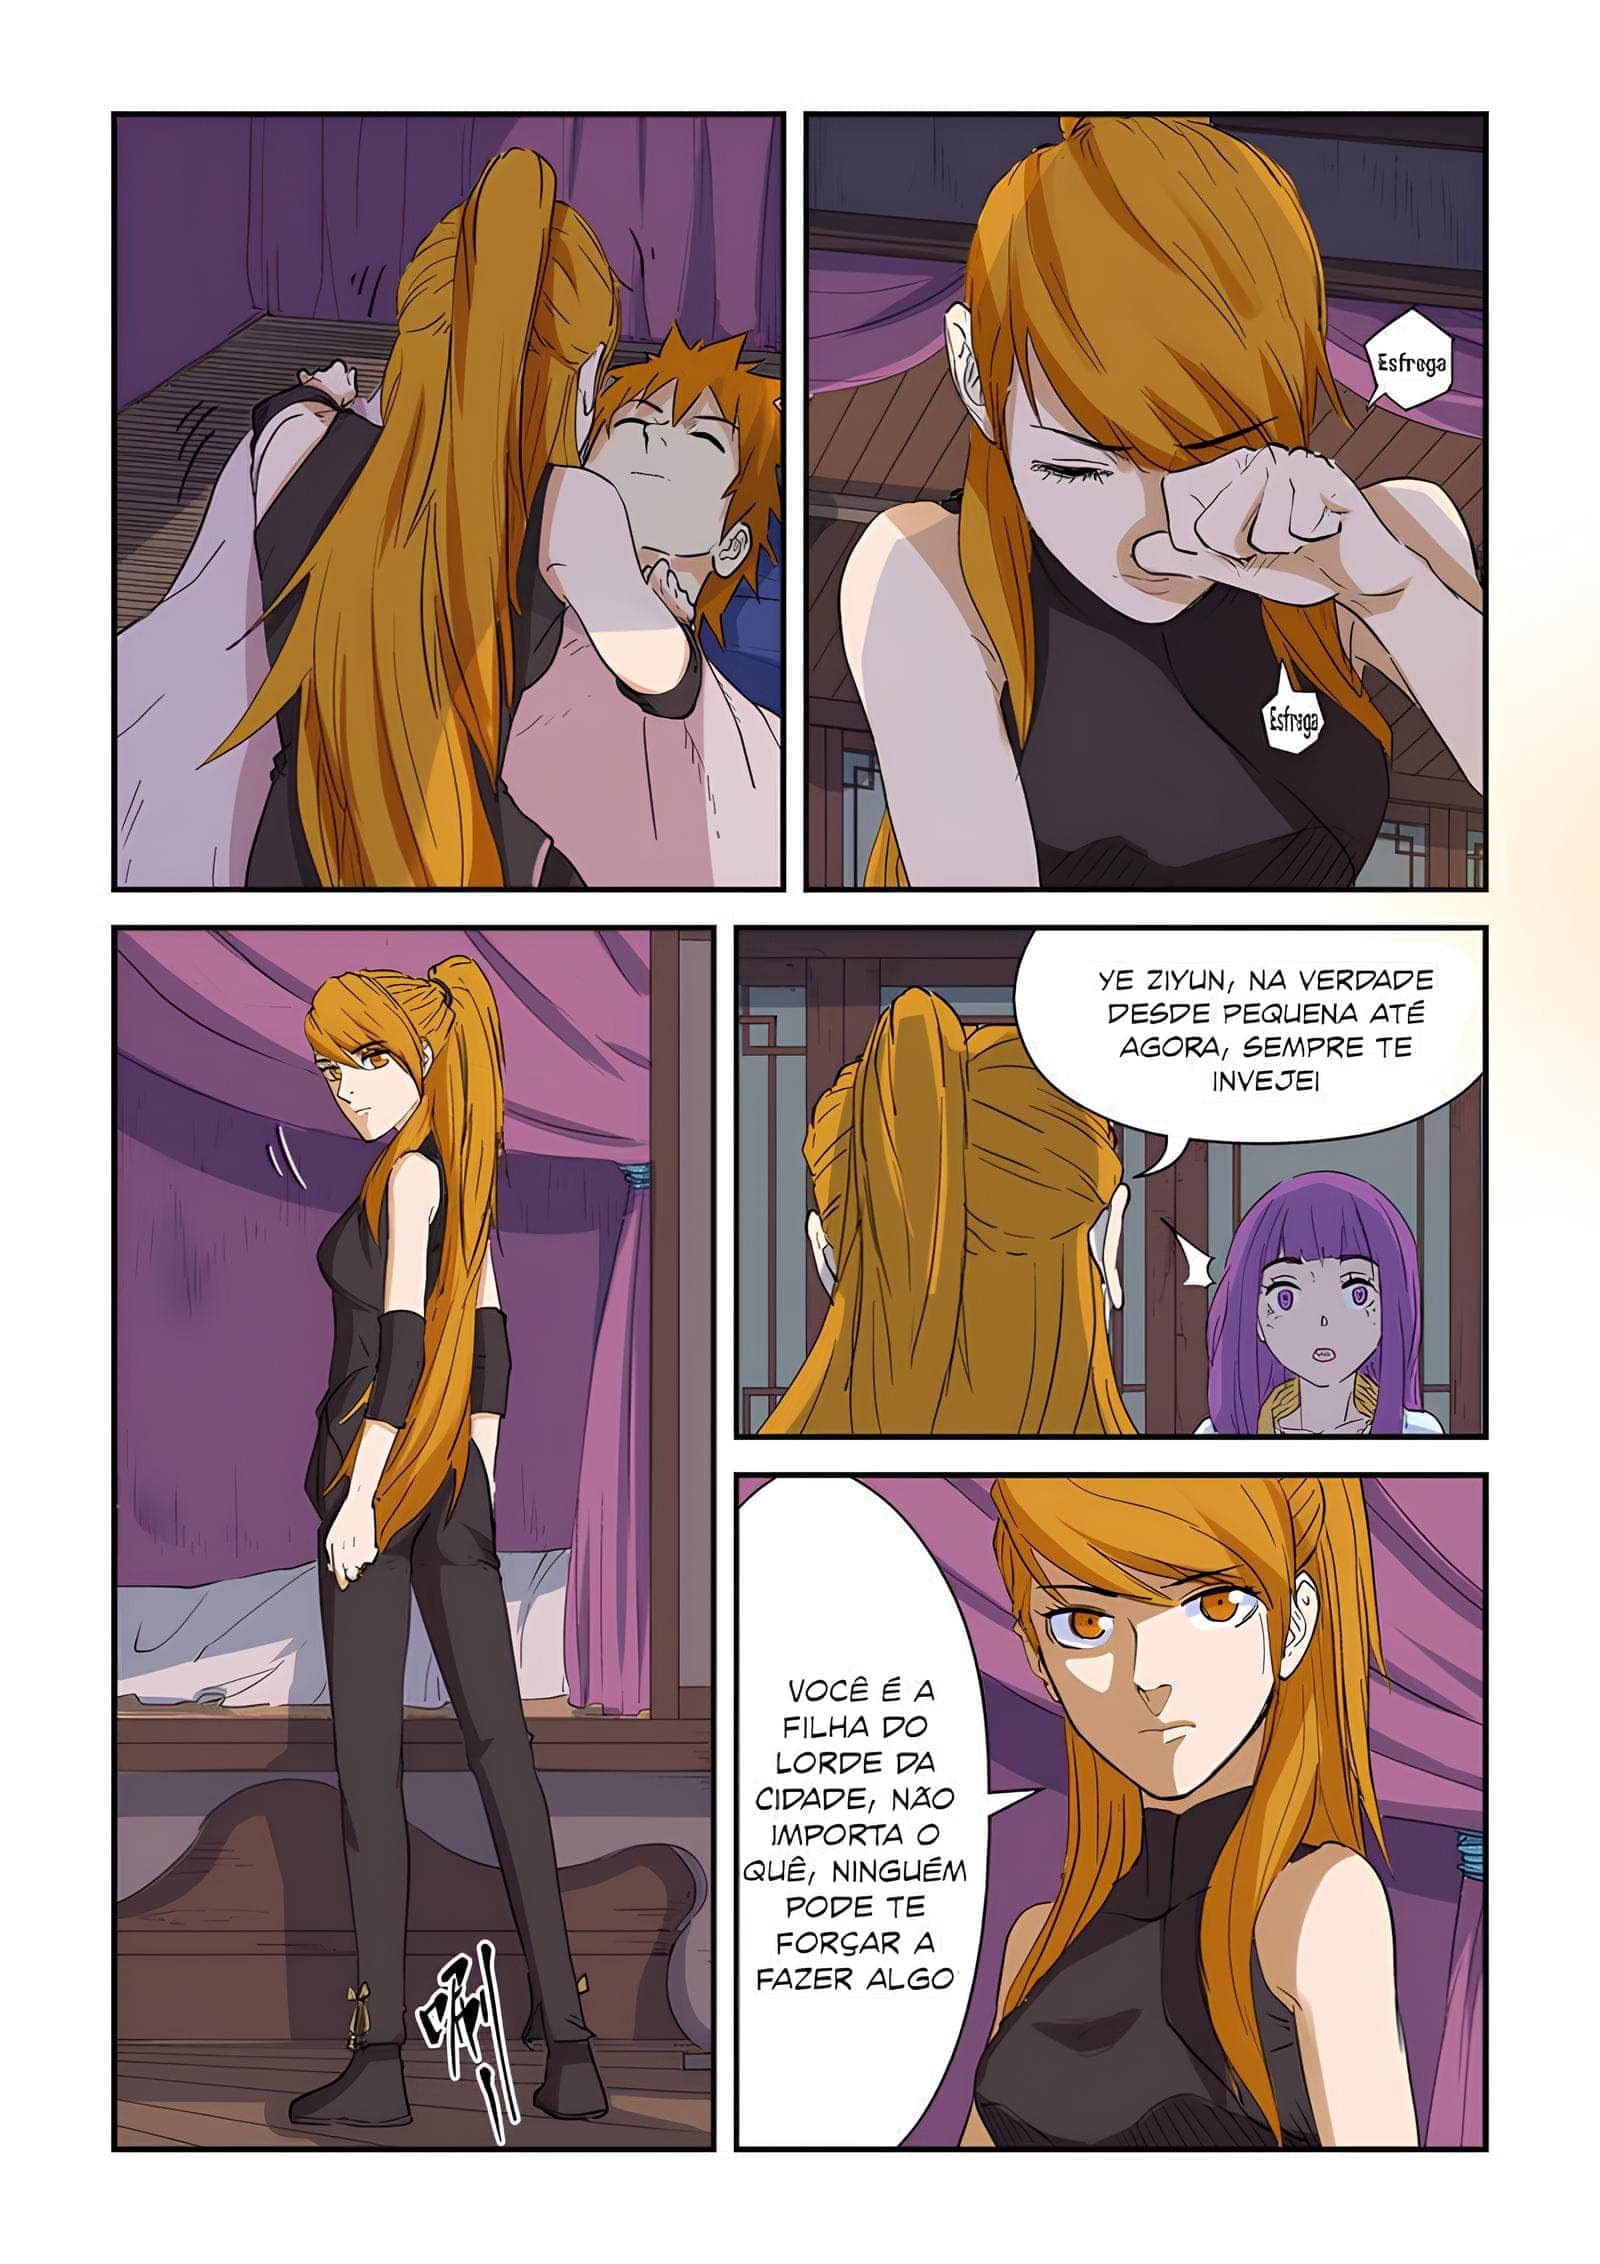 Esfrega
Esfrega
YE ZIYUN, NA VERDADE
DESDE PEQUENA ATÉ
AGORA, SEMPRE TE
INVEJEI
唰
VOCÊ É A
FILHA DO
LORDE DA
CIDADE, NÃO
IMPORTA O
QUÊ, NINGUÉM
PODE TE
FORÇAR A
FAZER ALGO